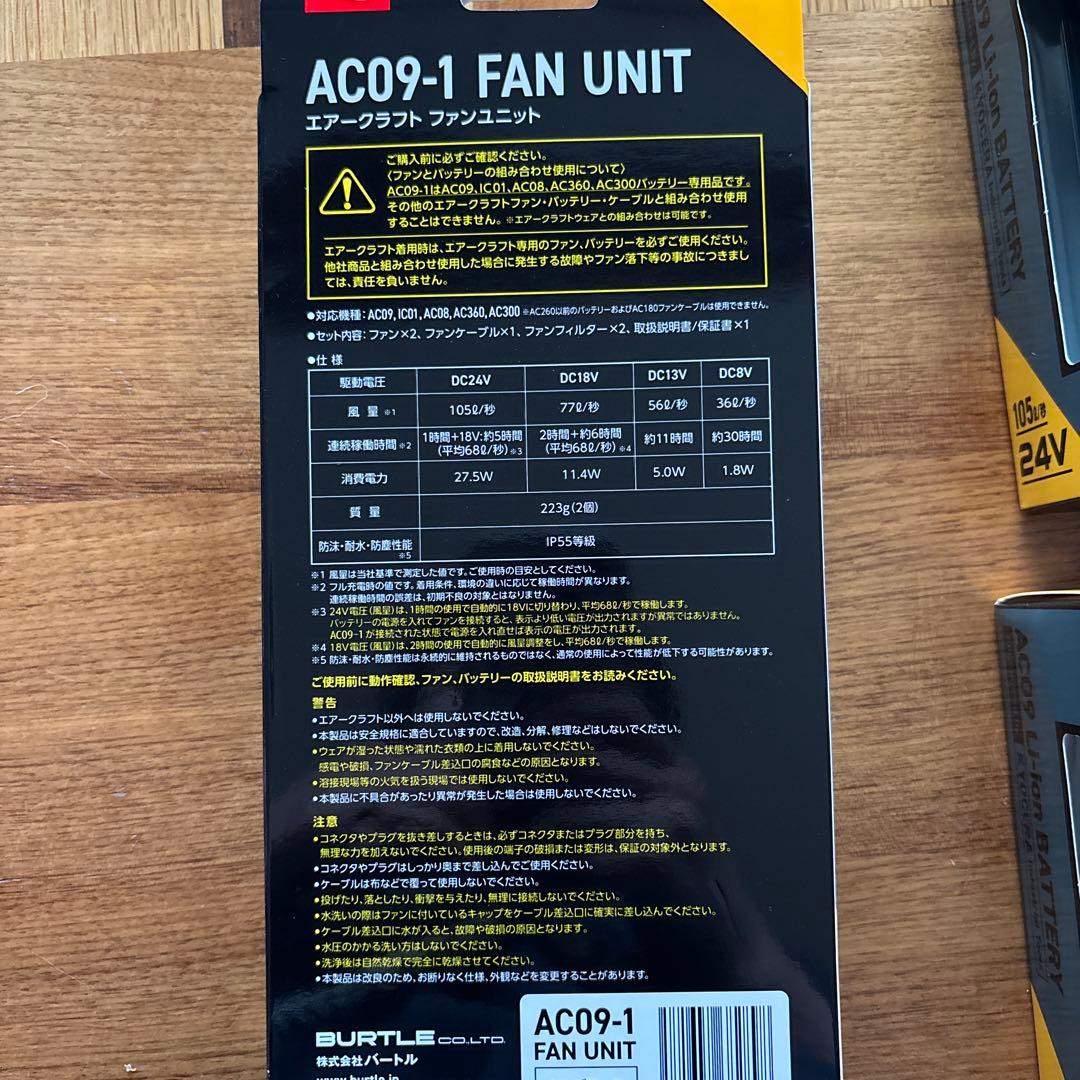 AC09-1 FAN UNIT
エアークラフト ファンユニット
ご購入前に必ずご確認ください。
〈ファンとバッテリーの組み合わせ使用について〉
AC09-1はAC09、IC01、AC08、AC360、AC300バッテリー専用品です。
その他のエアークラフトファン・バッテリー・ケーブルと組み合わせ使用
することはできません。※エアークラフトウェアとの組み合わせは可能です。
エアークラフト着用時は、エアークラフト専用のファン、バッテリーを必ずご使用ください。
他社商品と組み合わせ使用した場合に発生する故障やファン落下等の事故につきまし
ては、責任を負いません。
●対応機種：AC09, IC01, AC08, AC360, AC300 ※AC260以前のバッテリーおよびAC180ファンケーブルは使用できません。
●セット内容：ファン×2、ファンケーブル×1、ファンフィルター×2、取扱説明書/保証書×1
●仕 様
駆動電圧 DC24V DC18V DC13V DC8V
風 量 ※1 105ℓ/秒 77ℓ/秒 56ℓ/秒 36ℓ/秒
連続稼働時間 ※2 1時間＋18V：約5時間 (平均68ℓ/秒)※3 2時間＋約6時間 (平均68ℓ/秒)※4 約11時間 約30時間
消費電力 27.5W 11.4W 5.0W 1.8W
質 量 223g(2個)
防沫・耐水・防塵性能 ※5 IP55等級
※1 風量は当社基準で測定した値です。ご使用時の目安としてください。
※2 フル充電時の値です。着用条件、環境の違いに応じて稼働時間が異なります。
連続稼働時間の誤差は、初期不良の対象とはなりません。
※3 24V電圧（風量）は、1時間の使用で自動的に18Vに切り替わり、平均68ℓ/秒で稼働します。
バッテリーの電源を入れてファンを接続すると、表示より低い電圧が出力されますが異常ではありません。
AC09-1が接続された状態で電源を入れ直せば表示の電圧が出力されます。
※4 18V電圧（風量）は、2時間の使用で自動的に風量調整をし、平均68ℓ/秒で稼働します。
※5 防沫・耐水・防塵性能は永続的に維持されるものではなく、通常の使用によって性能が低下する可能性があります。
ご使用前に動作確認、ファン、バッテリーの取扱説明書をお読みください。
警告
●エアークラフト以外へは使用しないでください。
●本製品は安全規格に適合していますので、改造、分解、修理などはしないでください。
●ウェアが湿った状態や濡れた衣類の上に着用しないでください。
感電や破損、ファンケーブル差込口の腐食などの原因となります。
●溶接現場等の火気を扱う現場では使用しないでください。
●本製品に不具合があったり異常が発生した場合は使用しないでください。
注意
●コネクタやプラグを抜き差しするときは、必ずコネクタまたはプラグ部分を持ち、
無理な力を加えないでください。使用後の端子の破損または変形は、保証の対象外となります。
●コネクタやプラグはしっかり奥まで差し込んでご使用ください。
●ケーブルは布などで覆って使用しないでください。
●投げたり、落としたり、衝撃を与えたり、無理に接続しないでください。
●水洗いの際はファンに付いているキャップをケーブル差込口に確実に差し込んでください。
●ケーブル差込口に水が入ると、故障や破損の原因となります。
●水圧のかかる洗い方はしないでください。
●洗浄後は自然乾燥で完全に乾燥させてください。
●本製品は改良のため、お断りなく仕様、外観などを変更することがあります。
BURTLE CO.,LTD.
株式会社バートル
www.burtle.jp
AC09-1
FAN UNIT
09 Li-ion BATTERY
KYOCERA
105ℓ/秒
24V
AC09 Li-ion BATTERY
KYOCERA